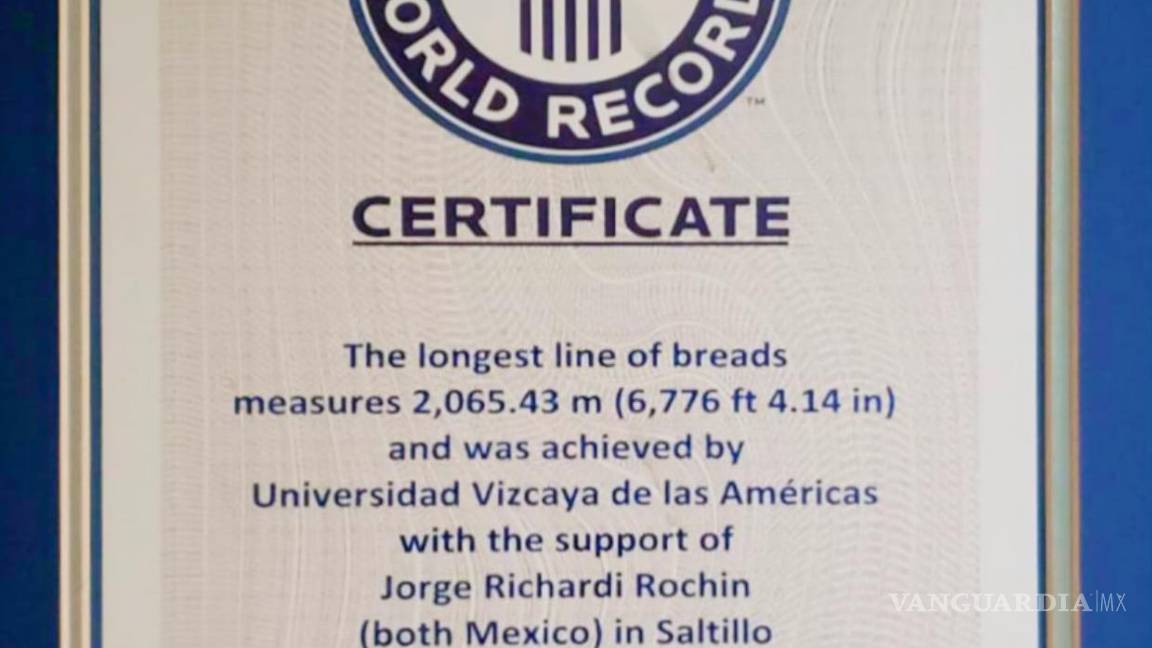 WORLD RECORD
™
CERTIFICATE
The longest line of breads
measures 2,065.43 m (6,776 ft 4.14 in)
and was achieved by
Universidad Vizcaya de las Américas
with the support of
Jorge Richardi Rochin
(both Mexico) in Saltillo
VANGUARDIA|MX